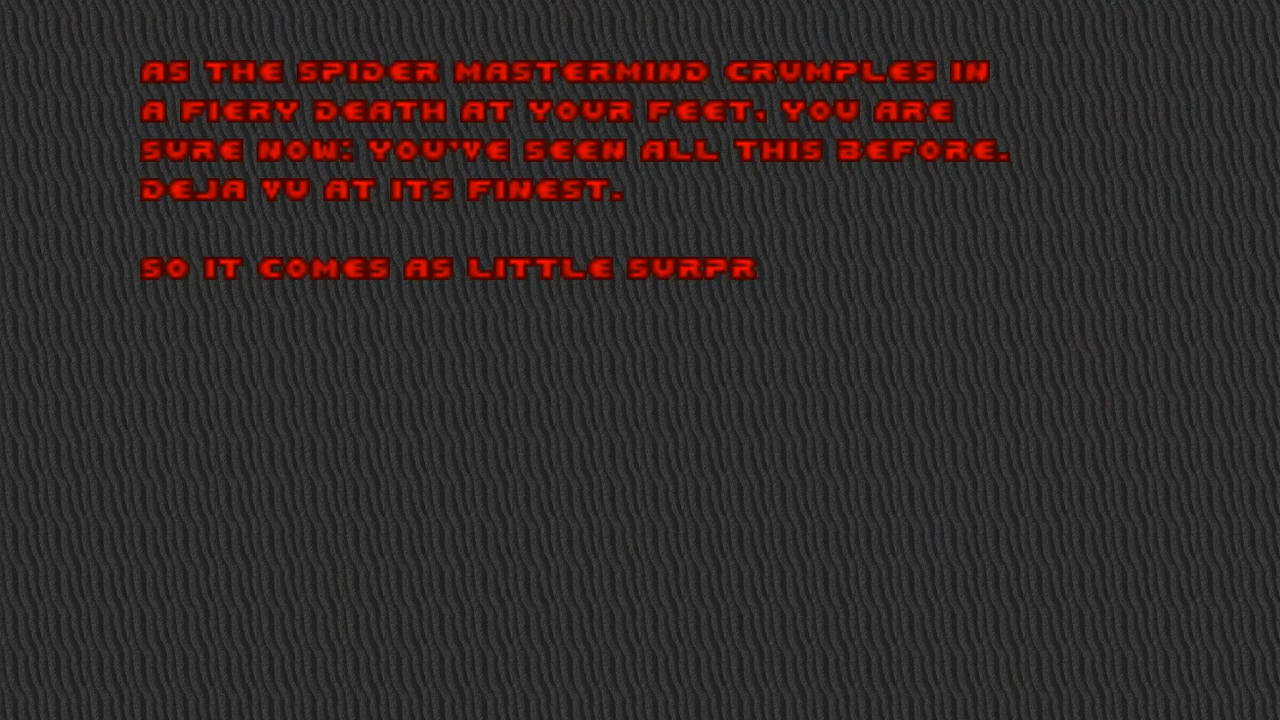 AS THE SPIDER MASTERMIND CRUMPLES IN
A FIERY DEATH AT YOUR FEET, YOU ARE
SURE NOW: YOU'VE SEEN ALL THIS BEFORE.
DEJA VU AT ITS FINEST.
SO IT COMES AS LITTLE SURPR